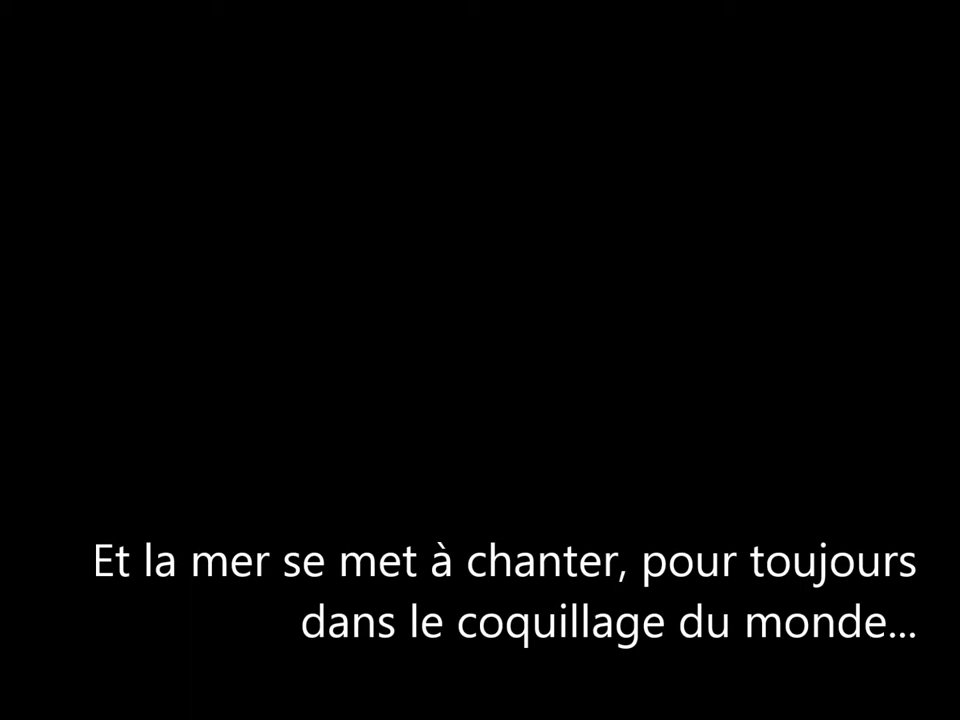 Et la mer se met à chanter, pour toujours
dans le coquillage du monde...